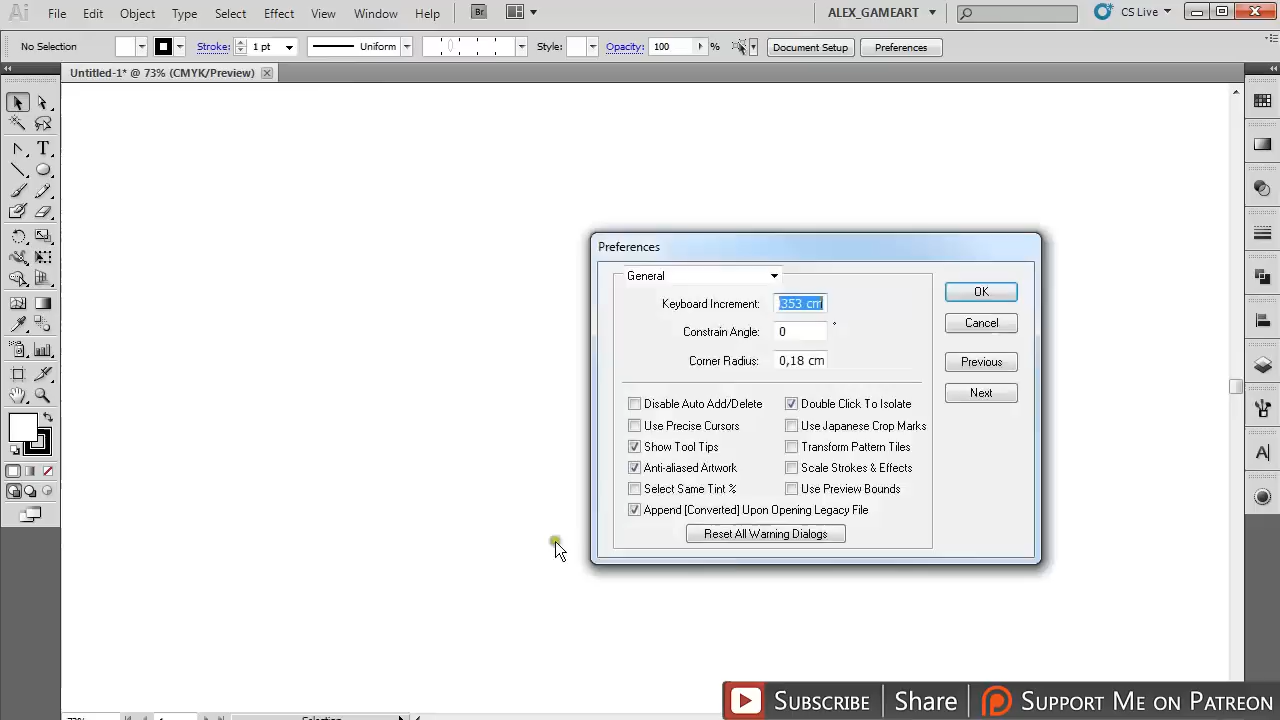 Ai File Edit Object Type Select Effect View Window Help Br ALEX_GAMEART CS Live
No Selection Stroke: 1 pt Uniform Style: Opacity: 100 % Document Setup Preferences
Untitled-1* @ 73% (CMYK/Preview)
Preferences
General
Keyboard Increment: 353 cm
OK
Constrain Angle: 0 °
Cancel
Corner Radius: 0,18 cm
Previous
Next
Disable Auto Add/Delete Double Click To Isolate
Use Precise Cursors Use Japanese Crop Marks
Show Tool Tips Transform Pattern Tiles
Anti-aliased Artwork Scale Strokes & Effects
Select Same Tint % Use Preview Bounds
Append [Converted] Upon Opening Legacy File
Reset All Warning Dialogs
Subscribe Share Support Me on Patreon
Selection